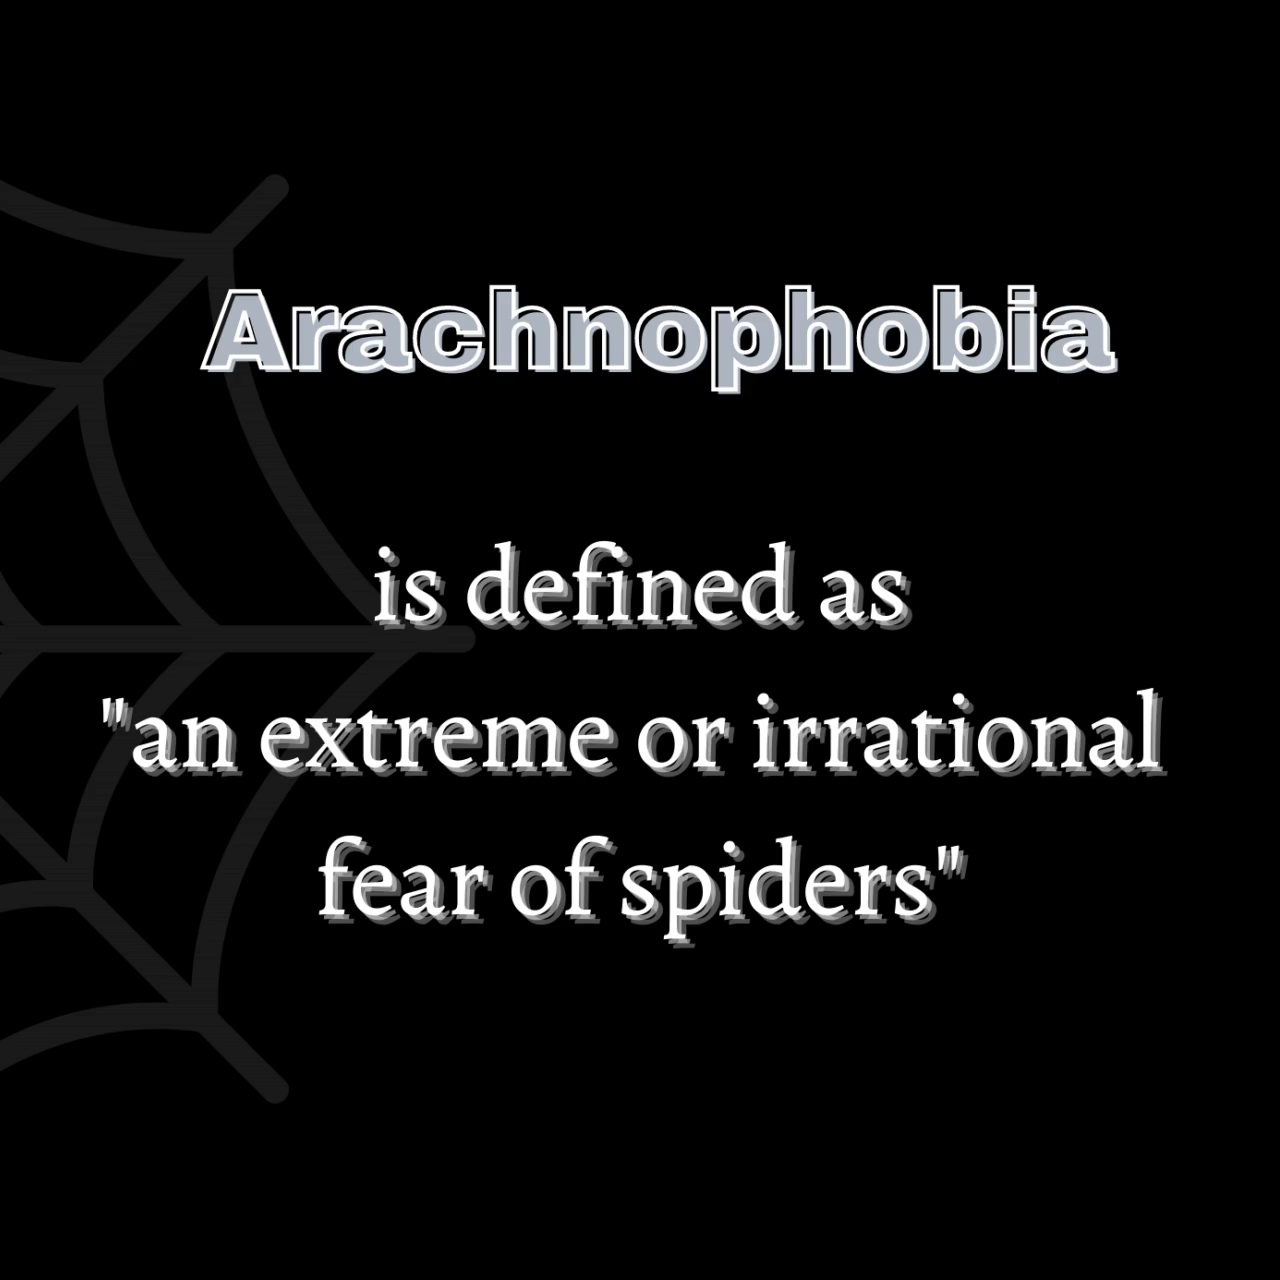 Arachnophobia
is defined as
"an extreme or irrational
fear of spiders"